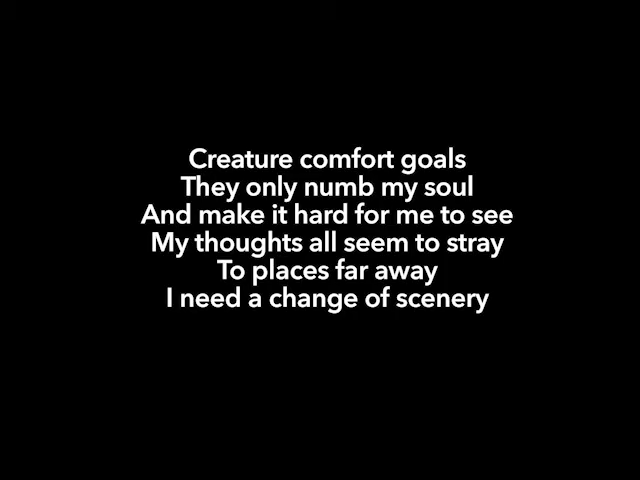 Creature comfort goals
They only numb my soul
And make it hard for me to see
My thoughts all seem to stray
To places far away
I need a change of scenery